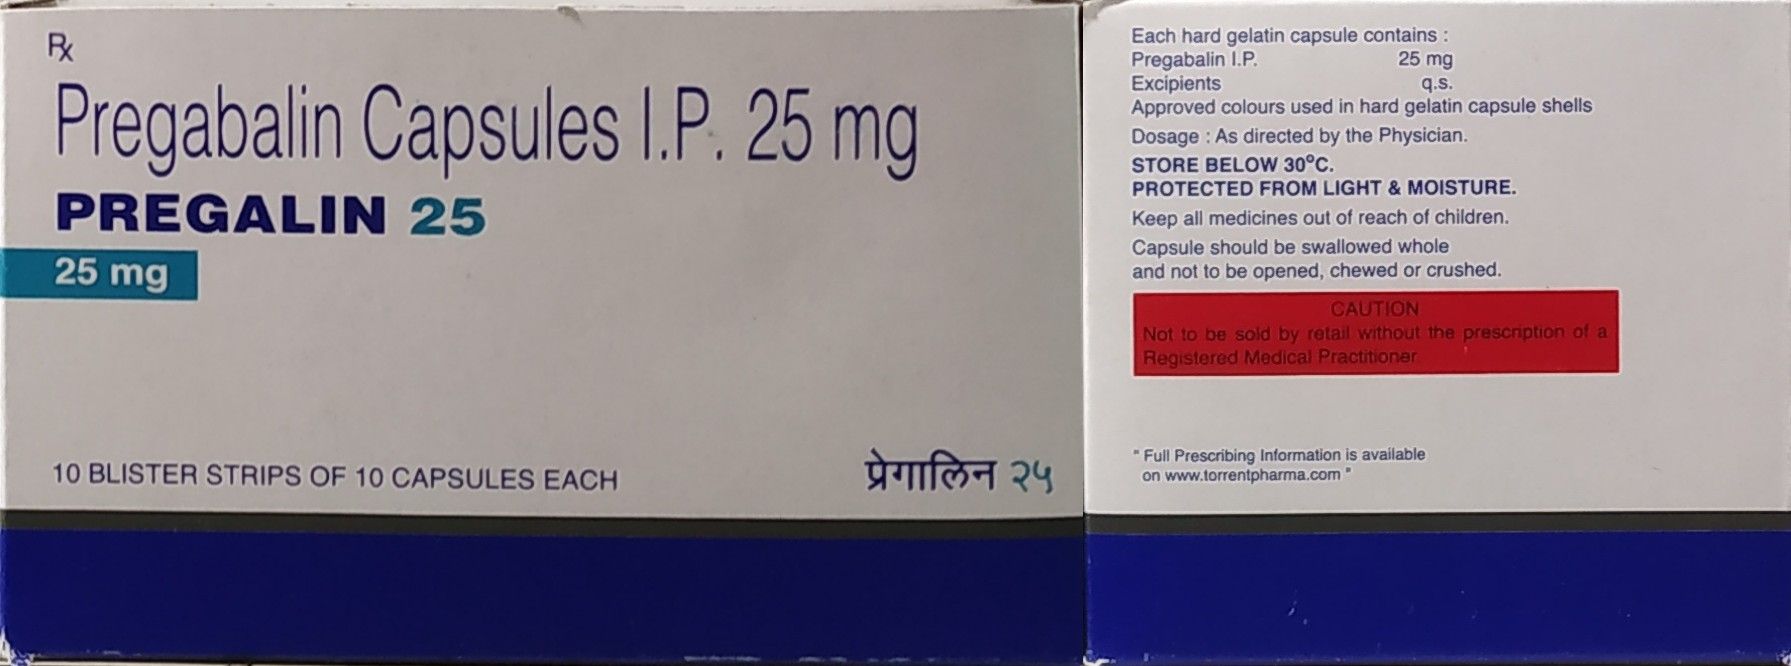 Rx
Pregabalin Capsules I.P. 25 mg
PREGALIN 25
25 mg
10 BLISTER STRIPS OF 10 CAPSULES EACH
प्रेगालिन २५
Each hard gelatin capsule contains :
Pregabalin I.P. 25 mg
Excipients q.s.
Approved colours used in hard gelatin capsule shells
Dosage : As directed by the Physician.
STORE BELOW 30⁰C.
PROTECTED FROM LIGHT & MOISTURE.
Keep all medicines out of reach of children.
Capsule should be swallowed whole
and not to be opened, chewed or crushed.
CAUTION
Not to be sold by retail without the prescription of a
Registered Medical Practitioner.
" Full Prescribing Information is available
on www.torrentpharma.com "